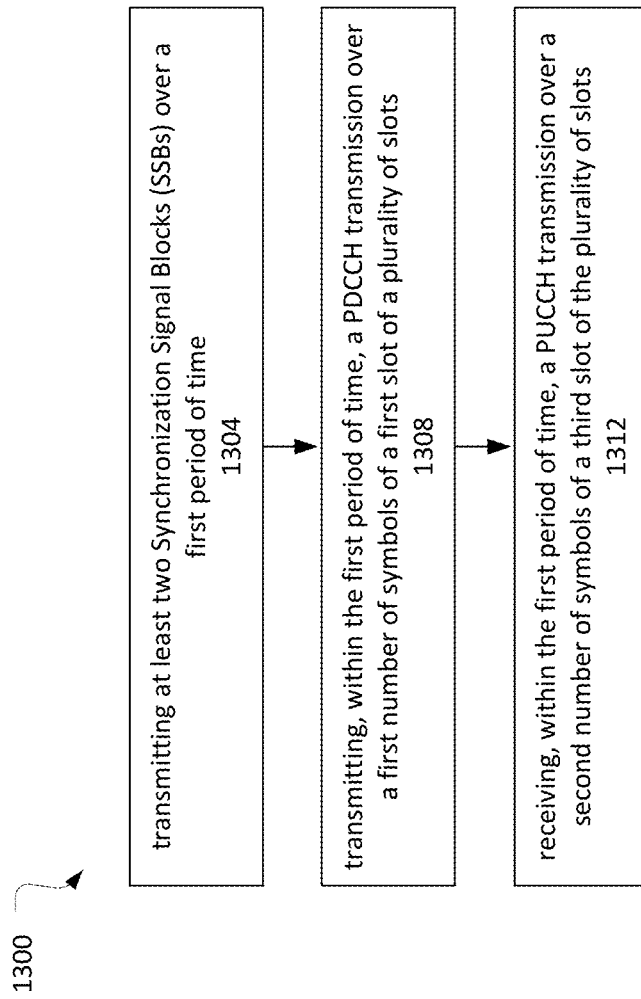 1300
transmitting at least two Synchronization Signal Blocks (SSBs) over a
first period of time
1304
transmitting, within the first period of time, a PDCCH transmission over
a first number of symbols of a first slot of a plurality of slots
1308
receiving, within the first period of time, a PUCCH transmission over a
second number of symbols of a third slot of the plurality of slots
1312